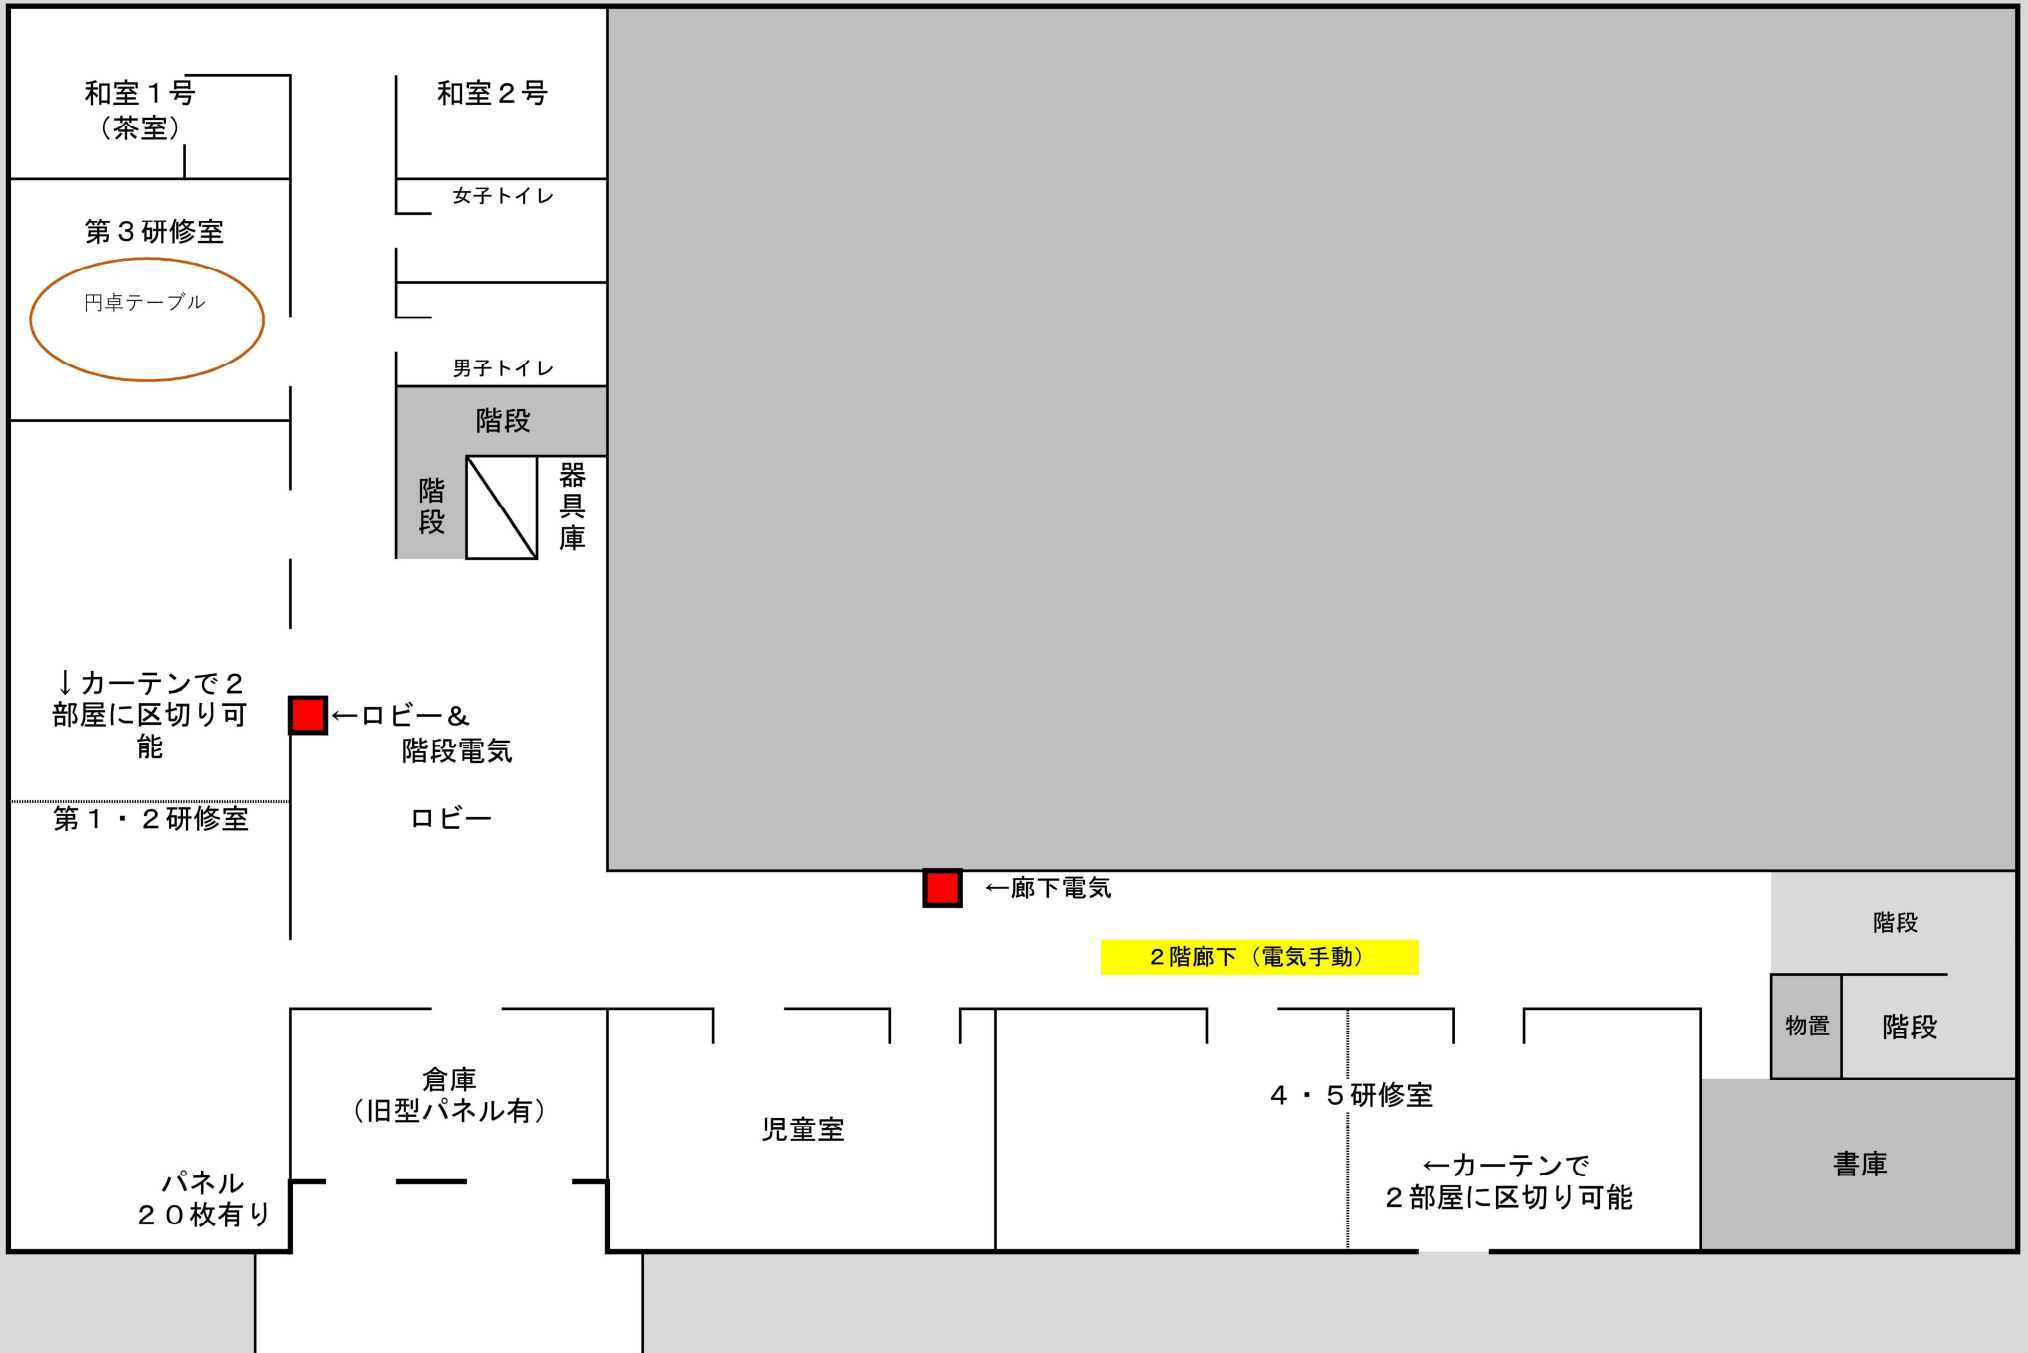 和室１号
（茶室）
和室２号
女子トイレ
第３研修室
円卓テーブル
男子トイレ
階段
階段
器具庫
↓カーテンで２
部屋に区切り可
能
←ロビー＆
階段電気
第１・２研修室
ロビー
←廊下電気
２階廊下（電気手動）
階段
物置
階段
倉庫
（旧型パネル有）
児童室
４・５研修室
←カーテンで
２部屋に区切り可能
書庫
パネル
２０枚有り